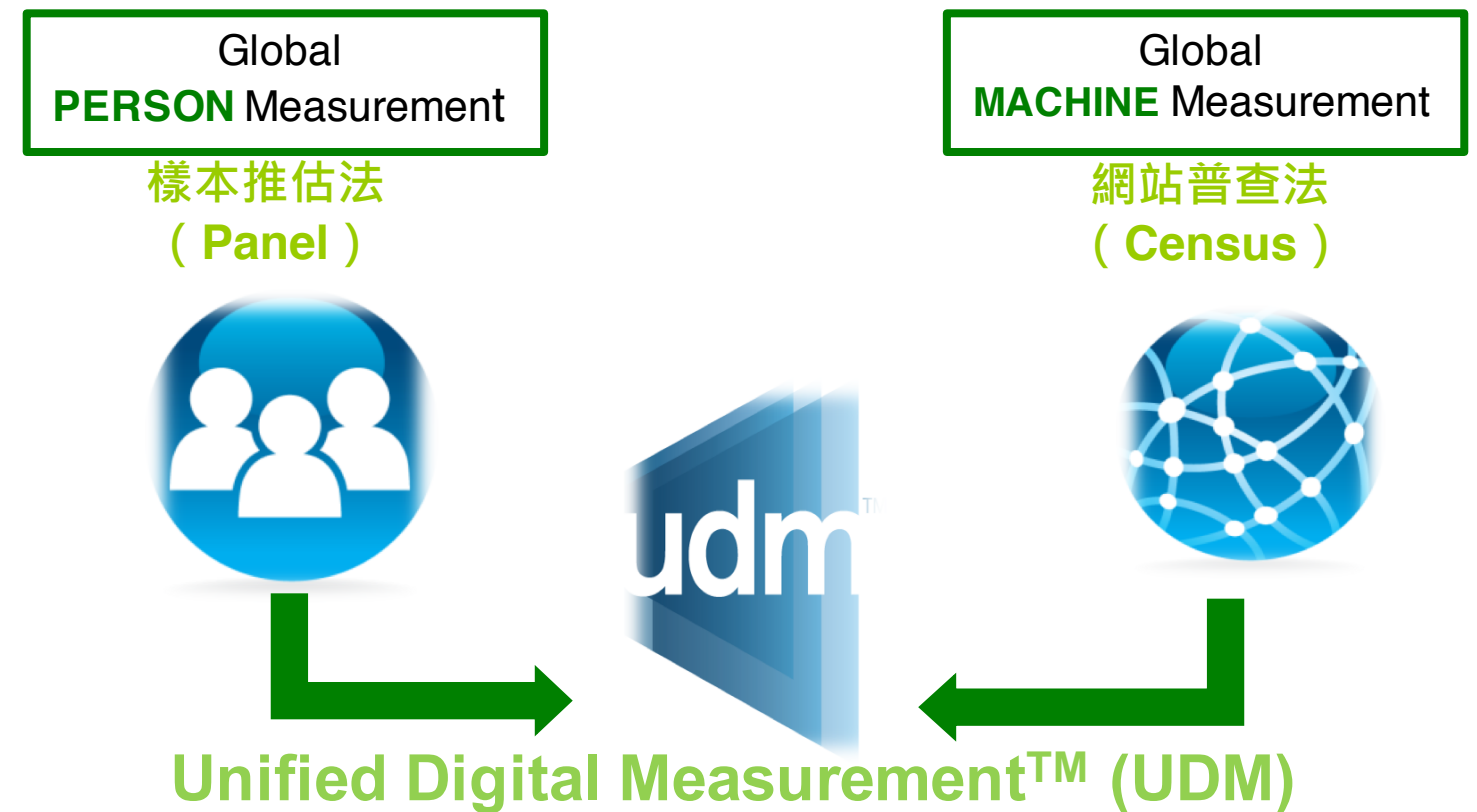 Global
PERSON Measurement
樣本推估法
（Panel）
Global
MACHINE Measurement
網站普查法
（Census）
udm™
Unified Digital Measurement™ (UDM)